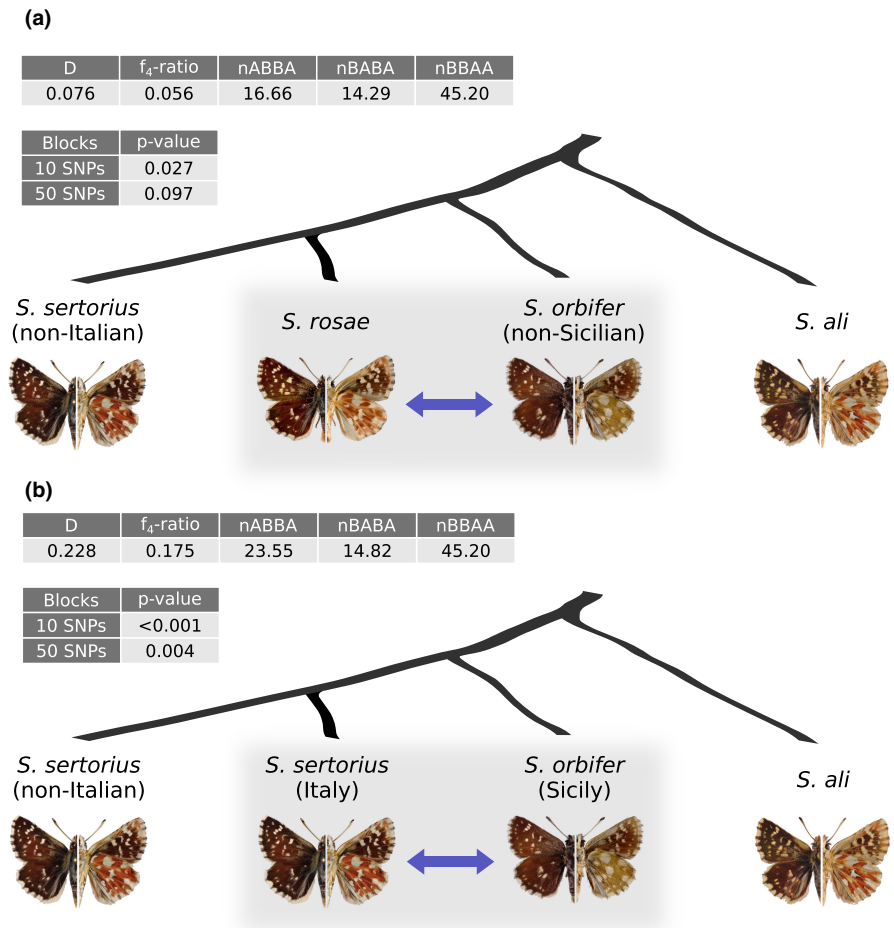 (a)
D f₄-ratio nABBA nBABA nBBAA
0.076 0.056 16.66 14.29 45.20
Blocks p-value
10 SNPs 0.027
50 SNPs 0.097
S. sertorius
(non-Italian)
S. rosae
S. orbifer
(non-Sicilian)
S. ali
(b)
D f₄-ratio nABBA nBABA nBBAA
0.228 0.175 23.55 14.82 45.20
Blocks p-value
10 SNPs <0.001
50 SNPs 0.004
S. sertorius
(non-Italian)
S. sertorius
(Italy)
S. orbifer
(Sicily)
S. ali